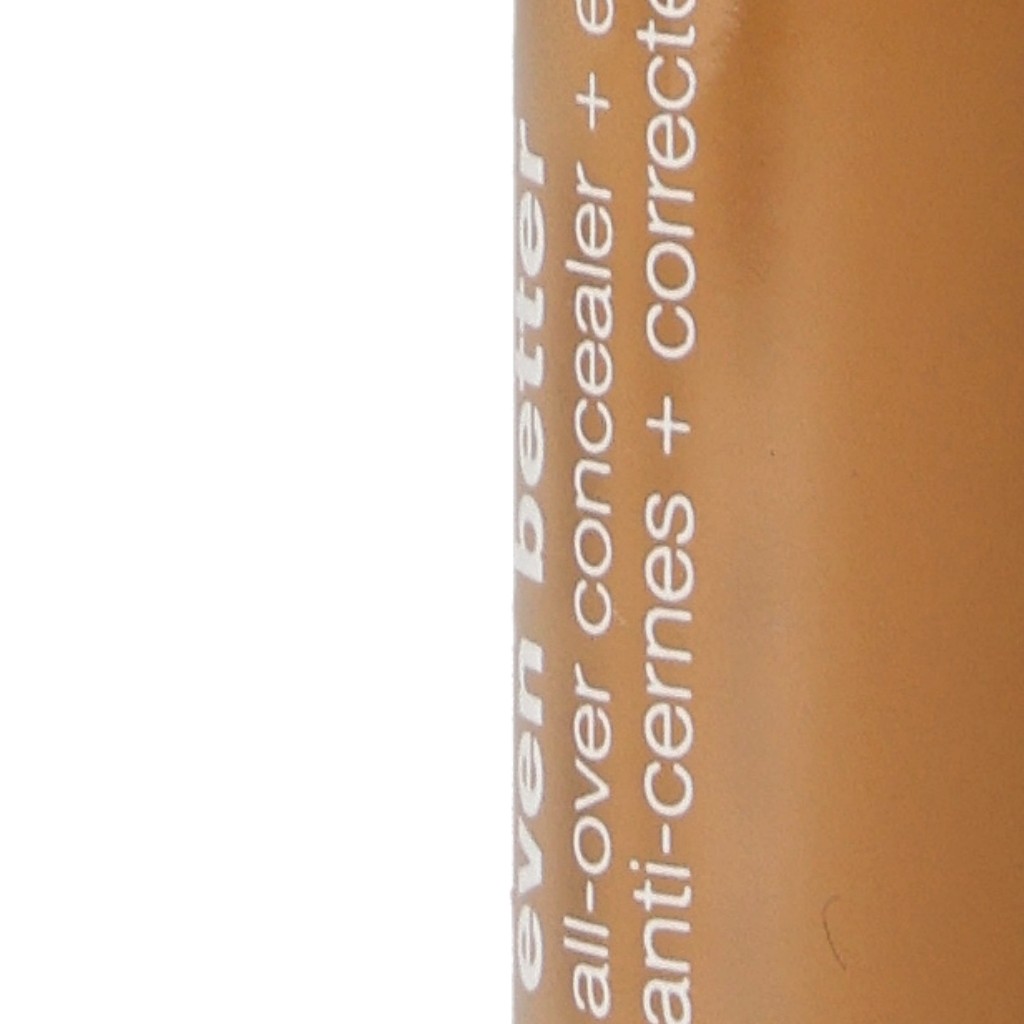 even better
all-over concealer + e
anti-cernes + correcte